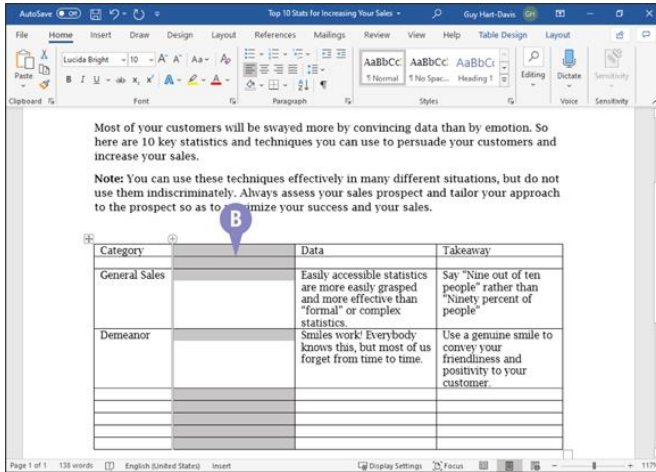 AutoSave Off Top 10 Stats for Increasing Your Sales Guy Hart-Davis GH
File Home Insert Draw Design Layout References Mailings Review View Help Table Design Layout
Lucida Bright 10 A A Aa A AaBbCc AaBbCc AaBbCc
Paste B I U ab x x A A ¶ 1 Normal 1 No Spac... Heading 1 Editing Dictate Sensitivity
Clipboard Font Paragraph Styles Voice Sensitivity
Most of your customers will be swayed more by convincing data than by emotion. So
here are 10 key statistics and techniques you can use to persuade your customers and
increase your sales.
Note: You can use these techniques effectively in many different situations, but do not
use them indiscriminately. Always assess your sales prospect and tailor your approach
to the prospect so as to maximize your success and your sales.
B
Category Data Takeaway
General Sales Easily accessible statistics Say "Nine out of ten
are more easily grasped people" rather than
and more effective than "Ninety percent of
"formal" or complex people"
statistics.
Demeanor Smiles work! Everybody Use a genuine smile to
knows this, but most of us convey your
forget from time to time. friendliness and
positivity to your
customer.
Page 1 of 1 138 words English (United States) Insert Display Settings Focus 117%